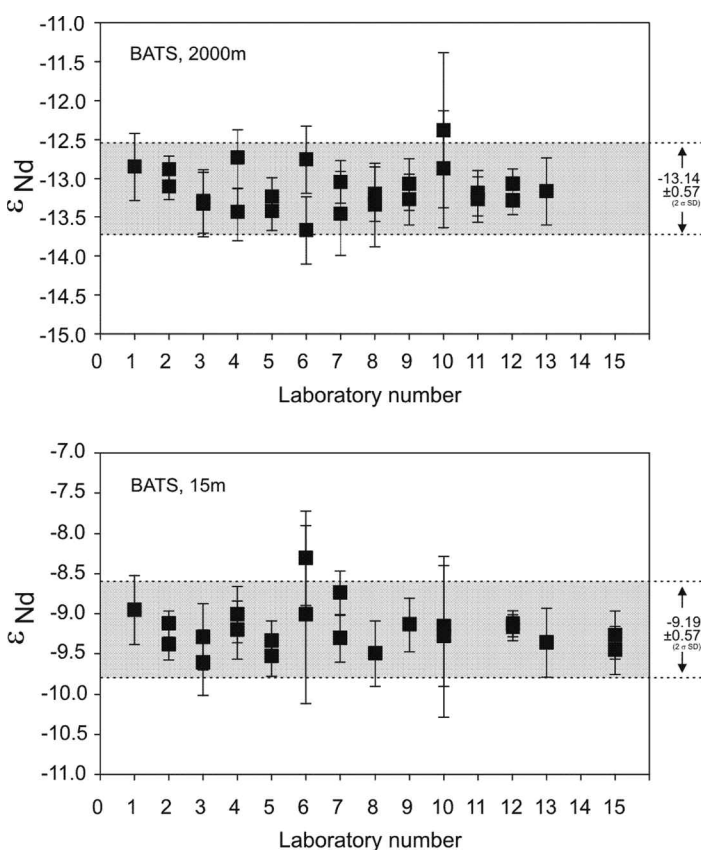 -11.0
BATS, 2000m
-11.5
-12.0
-12.5
-13.0
-13.5
-14.0
-14.5
-15.0
εNd
-13.14
±0.57
(2 σ SD)
0 1 2 3 4 5 6 7 8 9 10 11 12 13 14 15
Laboratory number
-7.0
BATS, 15m
-7.5
-8.0
-8.5
-9.0
-9.5
-10.0
-10.5
-11.0
εNd
-9.19
±0.57
(2 σ SD)
0 1 2 3 4 5 6 7 8 9 10 11 12 13 14 15
Laboratory number